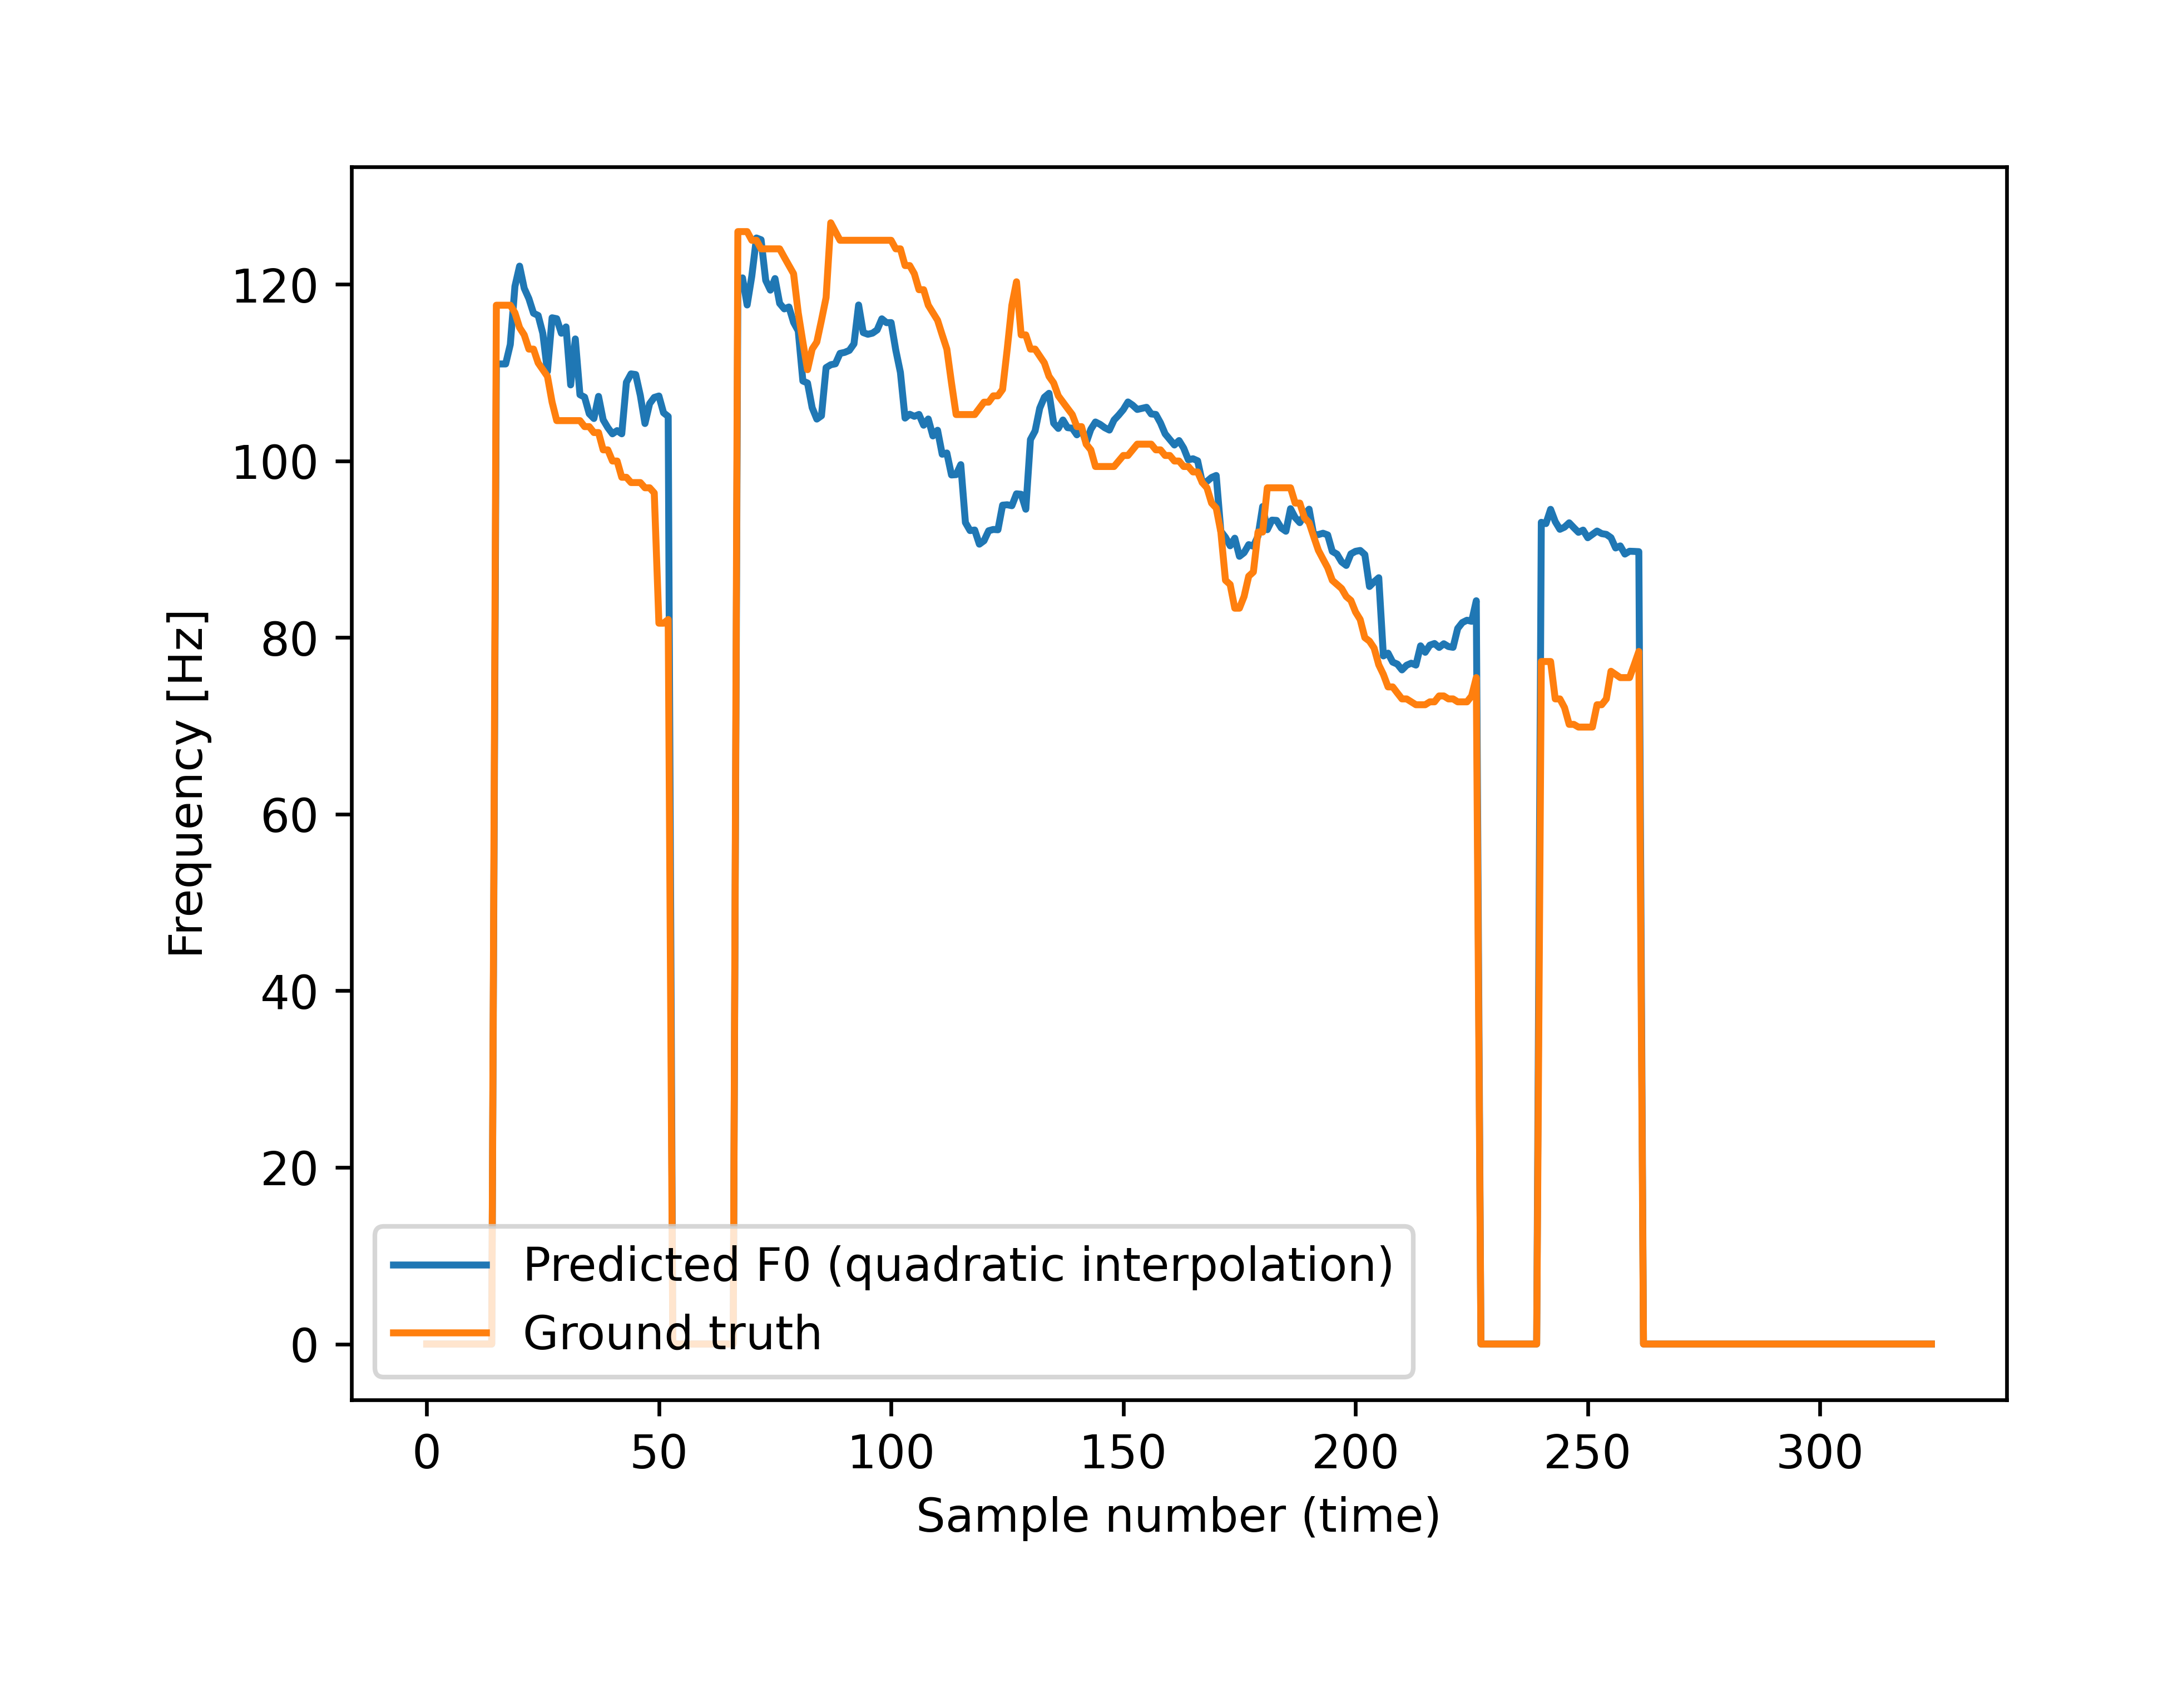 120
100
80
60
40
20
0
Frequency [Hz]
Predicted F0 (quadratic interpolation)
Ground truth
0 50 100 150 200 250 300
Sample number (time)